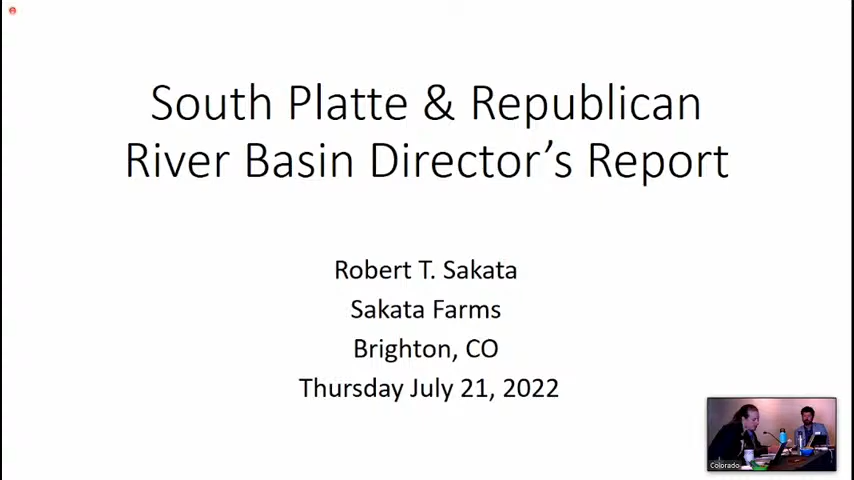 South Platte & Republican
River Basin Director’s Report
Robert T. Sakata
Sakata Farms
Brighton, CO
Thursday July 21, 2022
Colorado